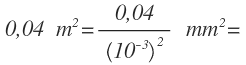 0,04 m² = 0,04 / (10⁻³)² mm² =